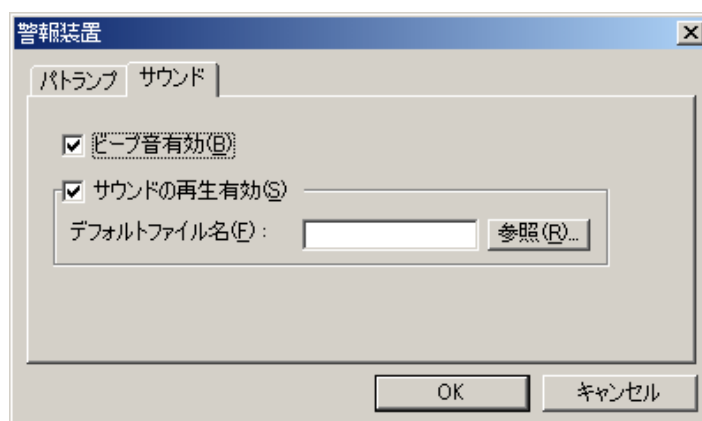 警報装置
パトランプ サウンド
ビープ音有効(B)
サウンドの再生有効(S)
デフォルトファイル名(F)： 参照(R)...
OK キャンセル